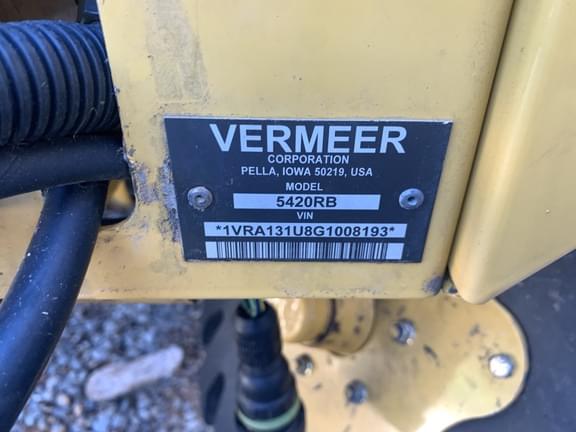 VERMEER
CORPORATION
PELLA, IOWA 50219, USA
MODEL
5420RB
VIN
*1VRA131U8G1008193*